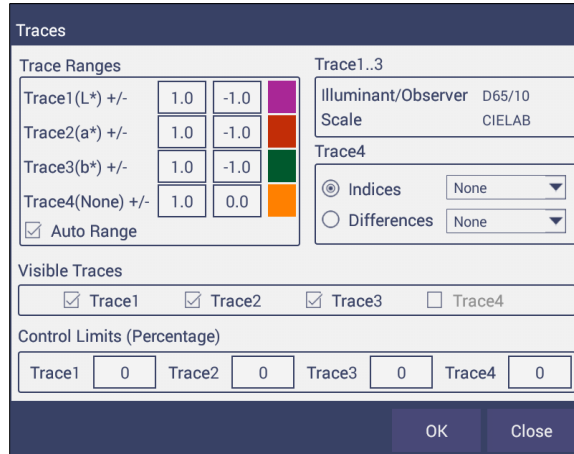 Traces
Trace Ranges
Trace1(L*) +/- 1.0 -1.0
Trace2(a*) +/- 1.0 -1.0
Trace3(b*) +/- 1.0 -1.0
Trace4(None) +/- 1.0 0.0
Auto Range
Trace1..3
Illuminant/Observer D65/10
Scale CIELAB
Trace4
Indices None
Differences None
Visible Traces
Trace1 Trace2 Trace3 Trace4
Control Limits (Percentage)
Trace1 0 Trace2 0 Trace3 0 Trace4 0
OK Close